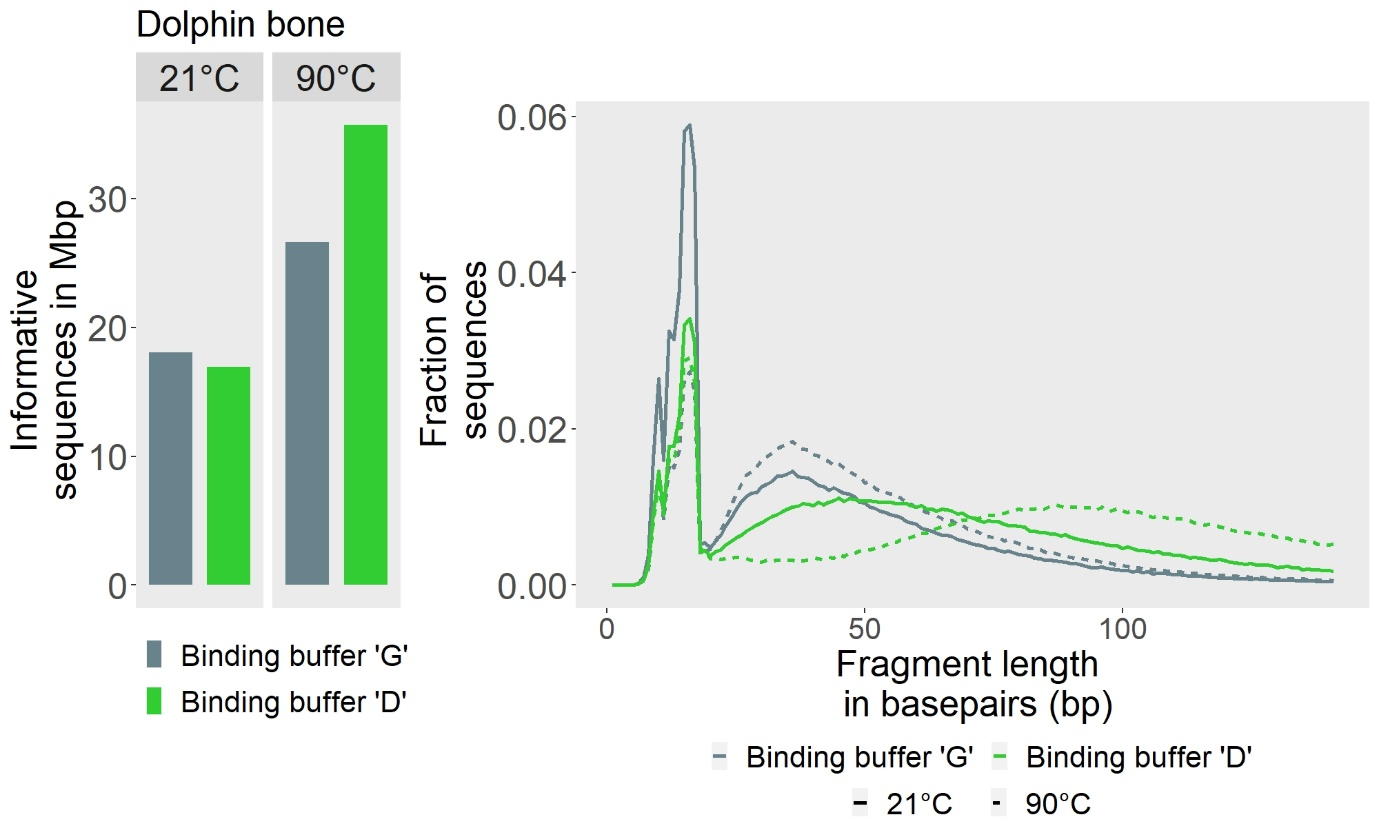 Dolphin bone
21°C
90°C
Informative
sequences in Mbp
30
20
10
0
Binding buffer 'G'
Binding buffer 'D'
Fraction of
sequences
0.06
0.04
0.02
0.00
0
50
100
Fragment length
in basepairs (bp)
Binding buffer 'G'
Binding buffer 'D'
21°C
90°C